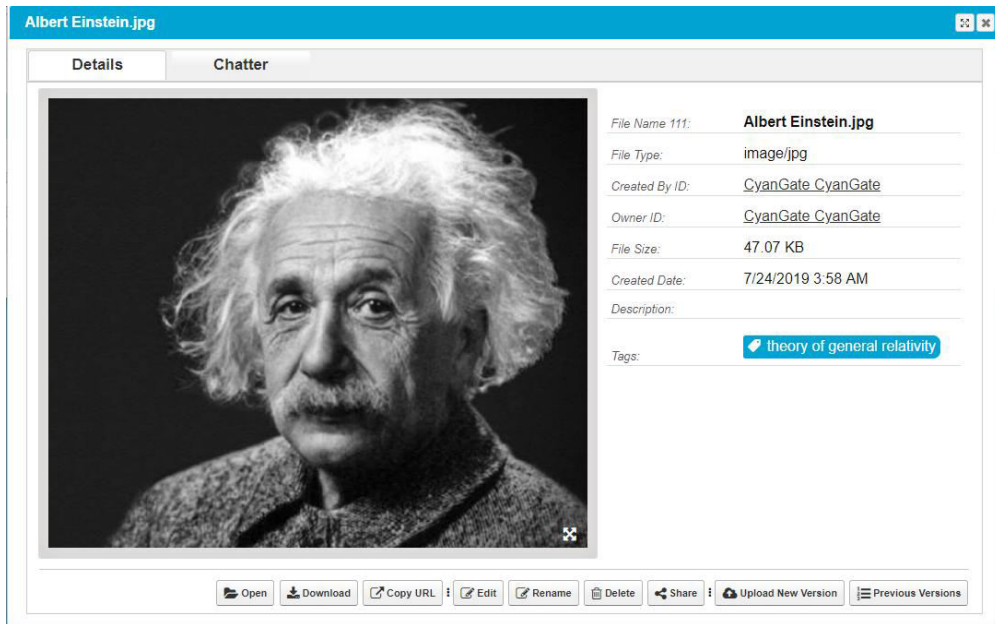 Albert Einstein.jpg
Details Chatter
File Name 111: Albert Einstein.jpg
File Type: image/jpg
Created By ID: CyanGate CyanGate
Owner ID: CyanGate CyanGate
File Size: 47.07 KB
Created Date: 7/24/2019 3:58 AM
Description:
Tags: theory of general relativity
Open Download Copy URL Edit Rename Delete Share Upload New Version Previous Versions